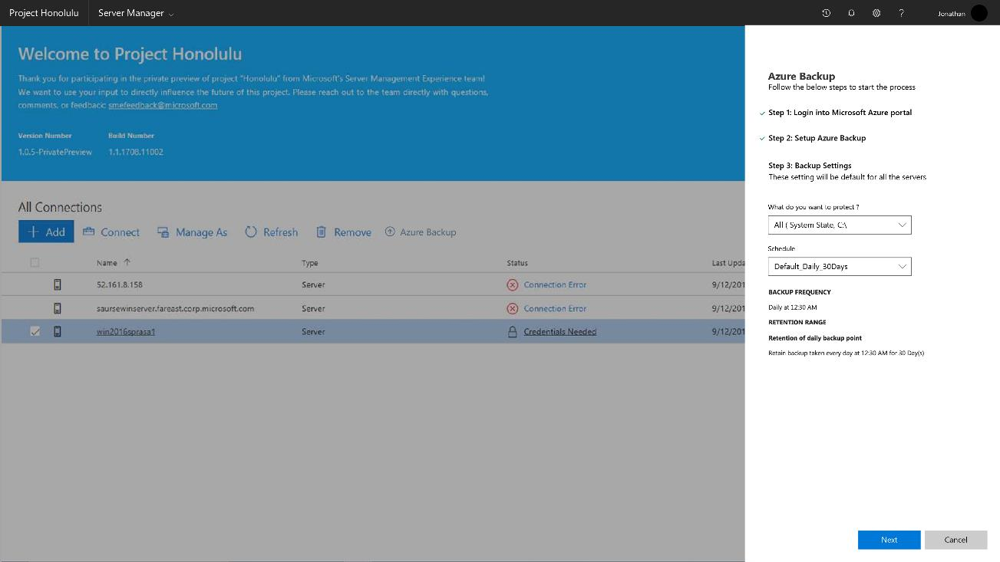 Project Honolulu
Server Manager
Jonathan
Welcome to Project Honolulu
Thank you for participating in the private preview of project "Honolulu" from Microsoft's Server Management Experience team!
We want to use your input to directly influence the future of this project. Please reach out to the team directly with questions,
comments, or feedback: smefeedback@microsoft.com
Version Number Build Number
1.0.5-PrivatePreview 1.1.1708.11002
All Connections
Add Connect Manage As Refresh Remove Azure Backup
Name Type Status Last Upda
52.161.8.158 Server Connection Error 9/12/201
saursewinserver.fareast.corp.microsoft.com Server Connection Error 9/12/201
win2016sprasa1 Server Credentials Needed 9/12/201
Azure Backup
Follow the below steps to start the process
Step 1: Login into Microsoft Azure portal
Step 2: Setup Azure Backup
Step 3: Backup Settings
These setting will be default for all the servers
What do you want to protect ?
All ( System State, C:\
Schedule
Default_Daily_30Days
BACKUP FREQUENCY
Daily at 12:30 AM
RETENTION RANGE
Retention of daily backup point
Retain backup taken every day at 12:30 AM for 30 Day(s)
Next Cancel